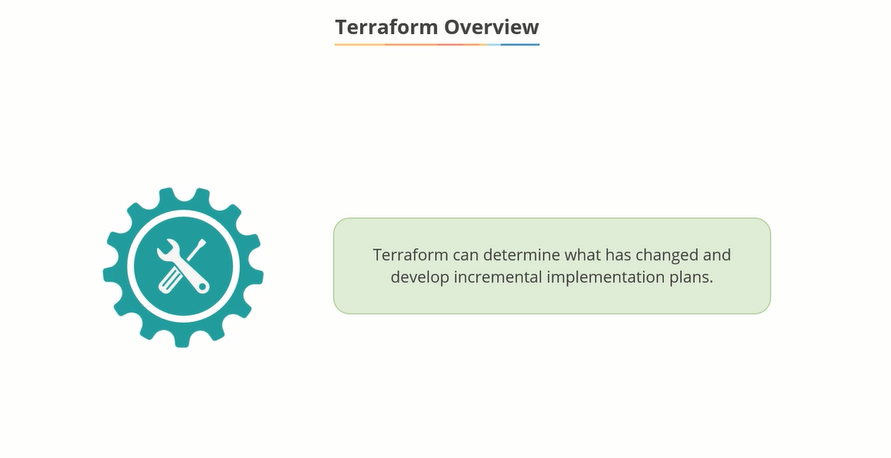 Terraform Overview
Terraform can determine what has changed and
develop incremental implementation plans.